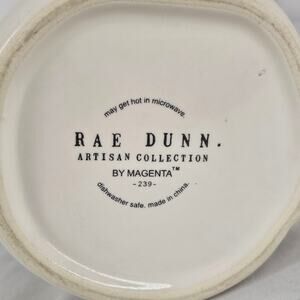 may get hot in microwave.
RAE DUNN.
ARTISAN COLLECTION
BY MAGENTA™
-239-
dishwasher safe. made in china.